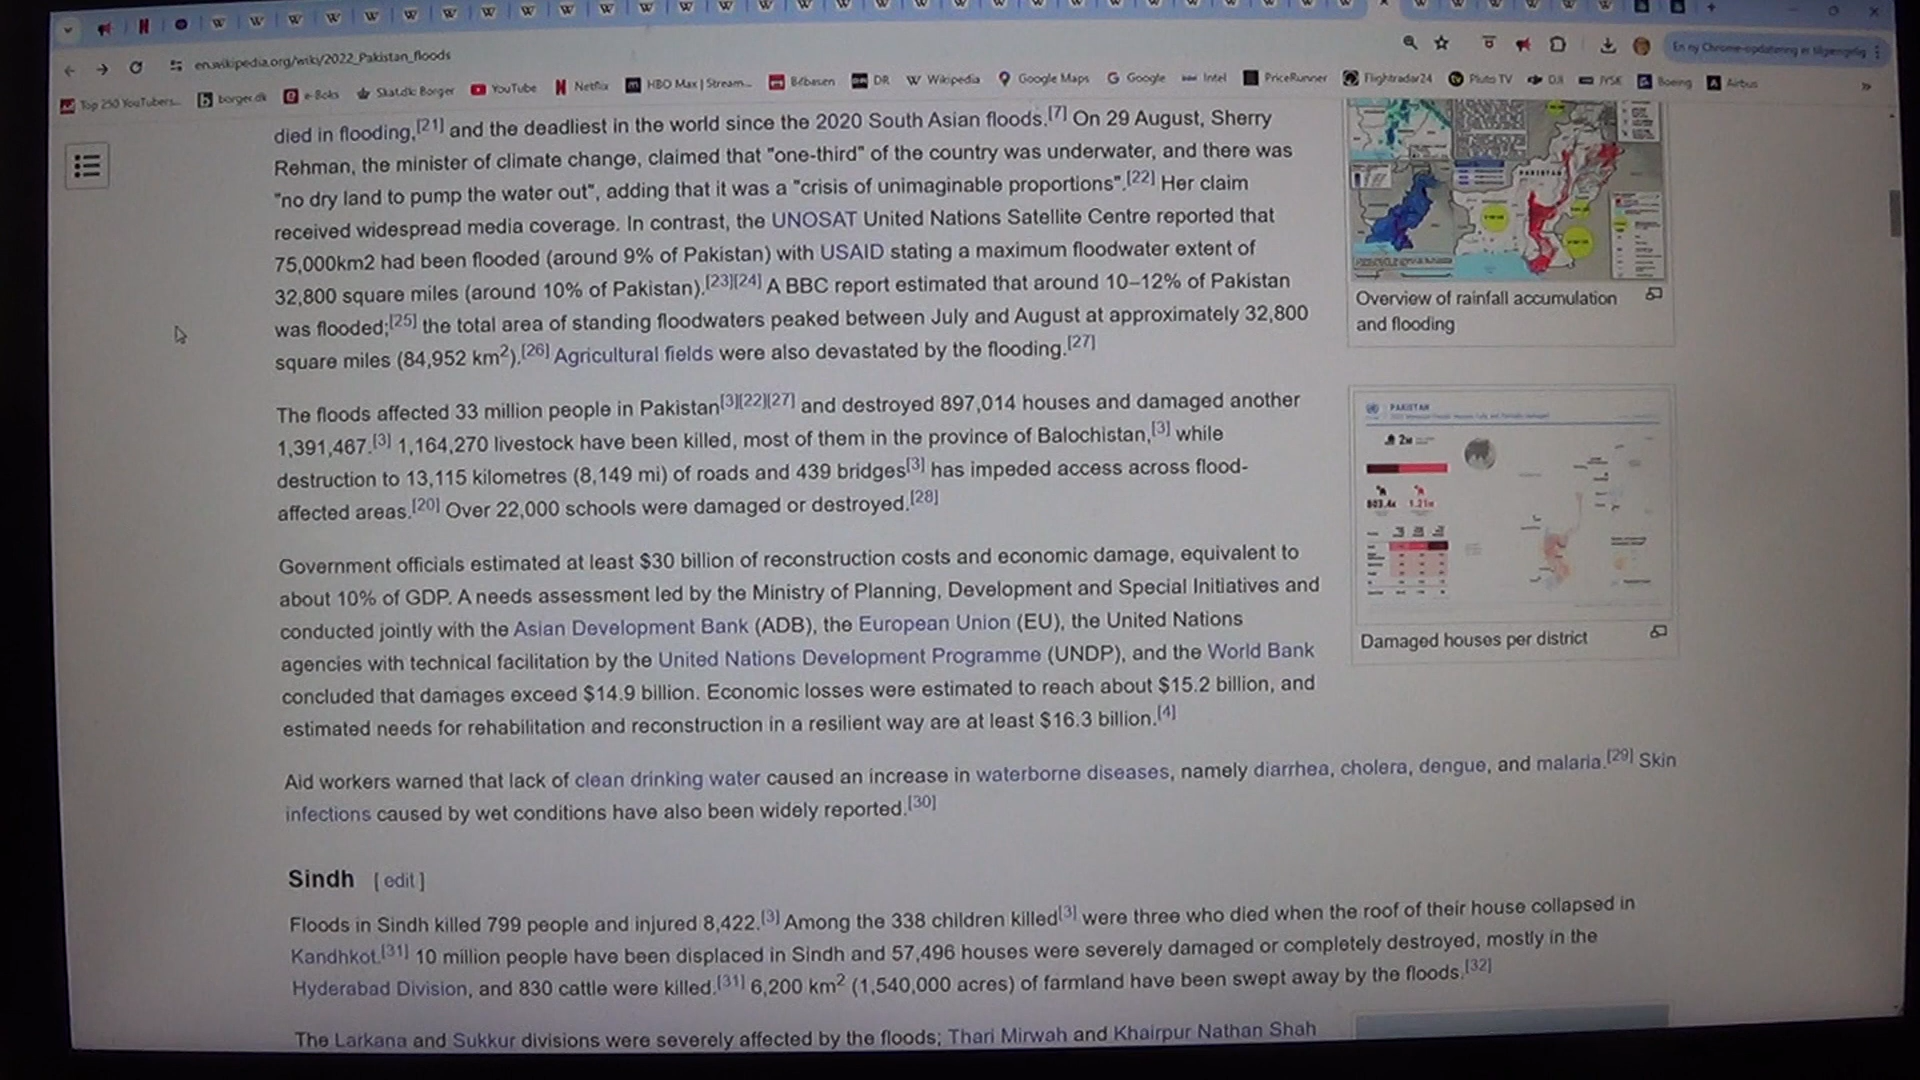 en.wikipedia.org/wiki/2022_Pakistan_floods
En ny Chrome-opdatering er tilgængelig
Top 250 YouTubers... borger.dk e-Boks Skat.dk: Borger YouTube Netflix HBO Max | Stream... Bilbasen DR Wikipedia Google Maps Google Intel PriceRunner Flightradar24 Pluto TV DJI JYSK Boeing Airbus
died in flooding,[21] and the deadliest in the world since the 2020 South Asian floods.[7] On 29 August, Sherry
Rehman, the minister of climate change, claimed that "one-third" of the country was underwater, and there was
"no dry land to pump the water out", adding that it was a "crisis of unimaginable proportions".[22] Her claim
received widespread media coverage. In contrast, the UNOSAT United Nations Satellite Centre reported that
75,000km2 had been flooded (around 9% of Pakistan) with USAID stating a maximum floodwater extent of
32,800 square miles (around 10% of Pakistan).[23][24] A BBC report estimated that around 10–12% of Pakistan
was flooded;[25] the total area of standing floodwaters peaked between July and August at approximately 32,800
square miles (84,952 km2).[26] Agricultural fields were also devastated by the flooding.[27]
PAKISTAN
Overview of rainfall accumulation
and flooding
The floods affected 33 million people in Pakistan[3][22][27] and destroyed 897,014 houses and damaged another
1,391,467.[3] 1,164,270 livestock have been killed, most of them in the province of Balochistan,[3] while
destruction to 13,115 kilometres (8,149 mi) of roads and 439 bridges[3] has impeded access across flood-
affected areas.[20] Over 22,000 schools were damaged or destroyed.[28]
PAKISTAN
2M
803.4K 1.21M
Damaged houses per district
Government officials estimated at least $30 billion of reconstruction costs and economic damage, equivalent to
about 10% of GDP. A needs assessment led by the Ministry of Planning, Development and Special Initiatives and
conducted jointly with the Asian Development Bank (ADB), the European Union (EU), the United Nations
agencies with technical facilitation by the United Nations Development Programme (UNDP), and the World Bank
concluded that damages exceed $14.9 billion. Economic losses were estimated to reach about $15.2 billion, and
estimated needs for rehabilitation and reconstruction in a resilient way are at least $16.3 billion.[4]
Aid workers warned that lack of clean drinking water caused an increase in waterborne diseases, namely diarrhea, cholera, dengue, and malaria.[29] Skin
infections caused by wet conditions have also been widely reported.[30]
Sindh [ edit ]
Floods in Sindh killed 799 people and injured 8,422.[3] Among the 338 children killed[3] were three who died when the roof of their house collapsed in
Kandhkot.[31] 10 million people have been displaced in Sindh and 57,496 houses were severely damaged or completely destroyed, mostly in the
Hyderabad Division, and 830 cattle were killed.[31] 6,200 km2 (1,540,000 acres) of farmland have been swept away by the floods.[32]
The Larkana and Sukkur divisions were severely affected by the floods; Thari Mirwah and Khairpur Nathan Shah